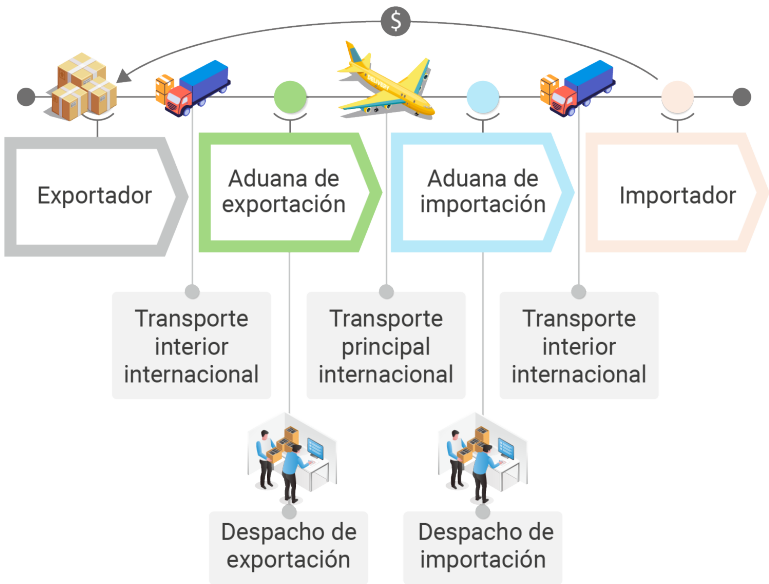 $
Exportador
Aduana de
exportación
Aduana de
importación
Importador
Transporte
interior
internacional
Transporte
principal
internacional
Transporte
interior
internacional
Despacho de
exportación
Despacho de
importación